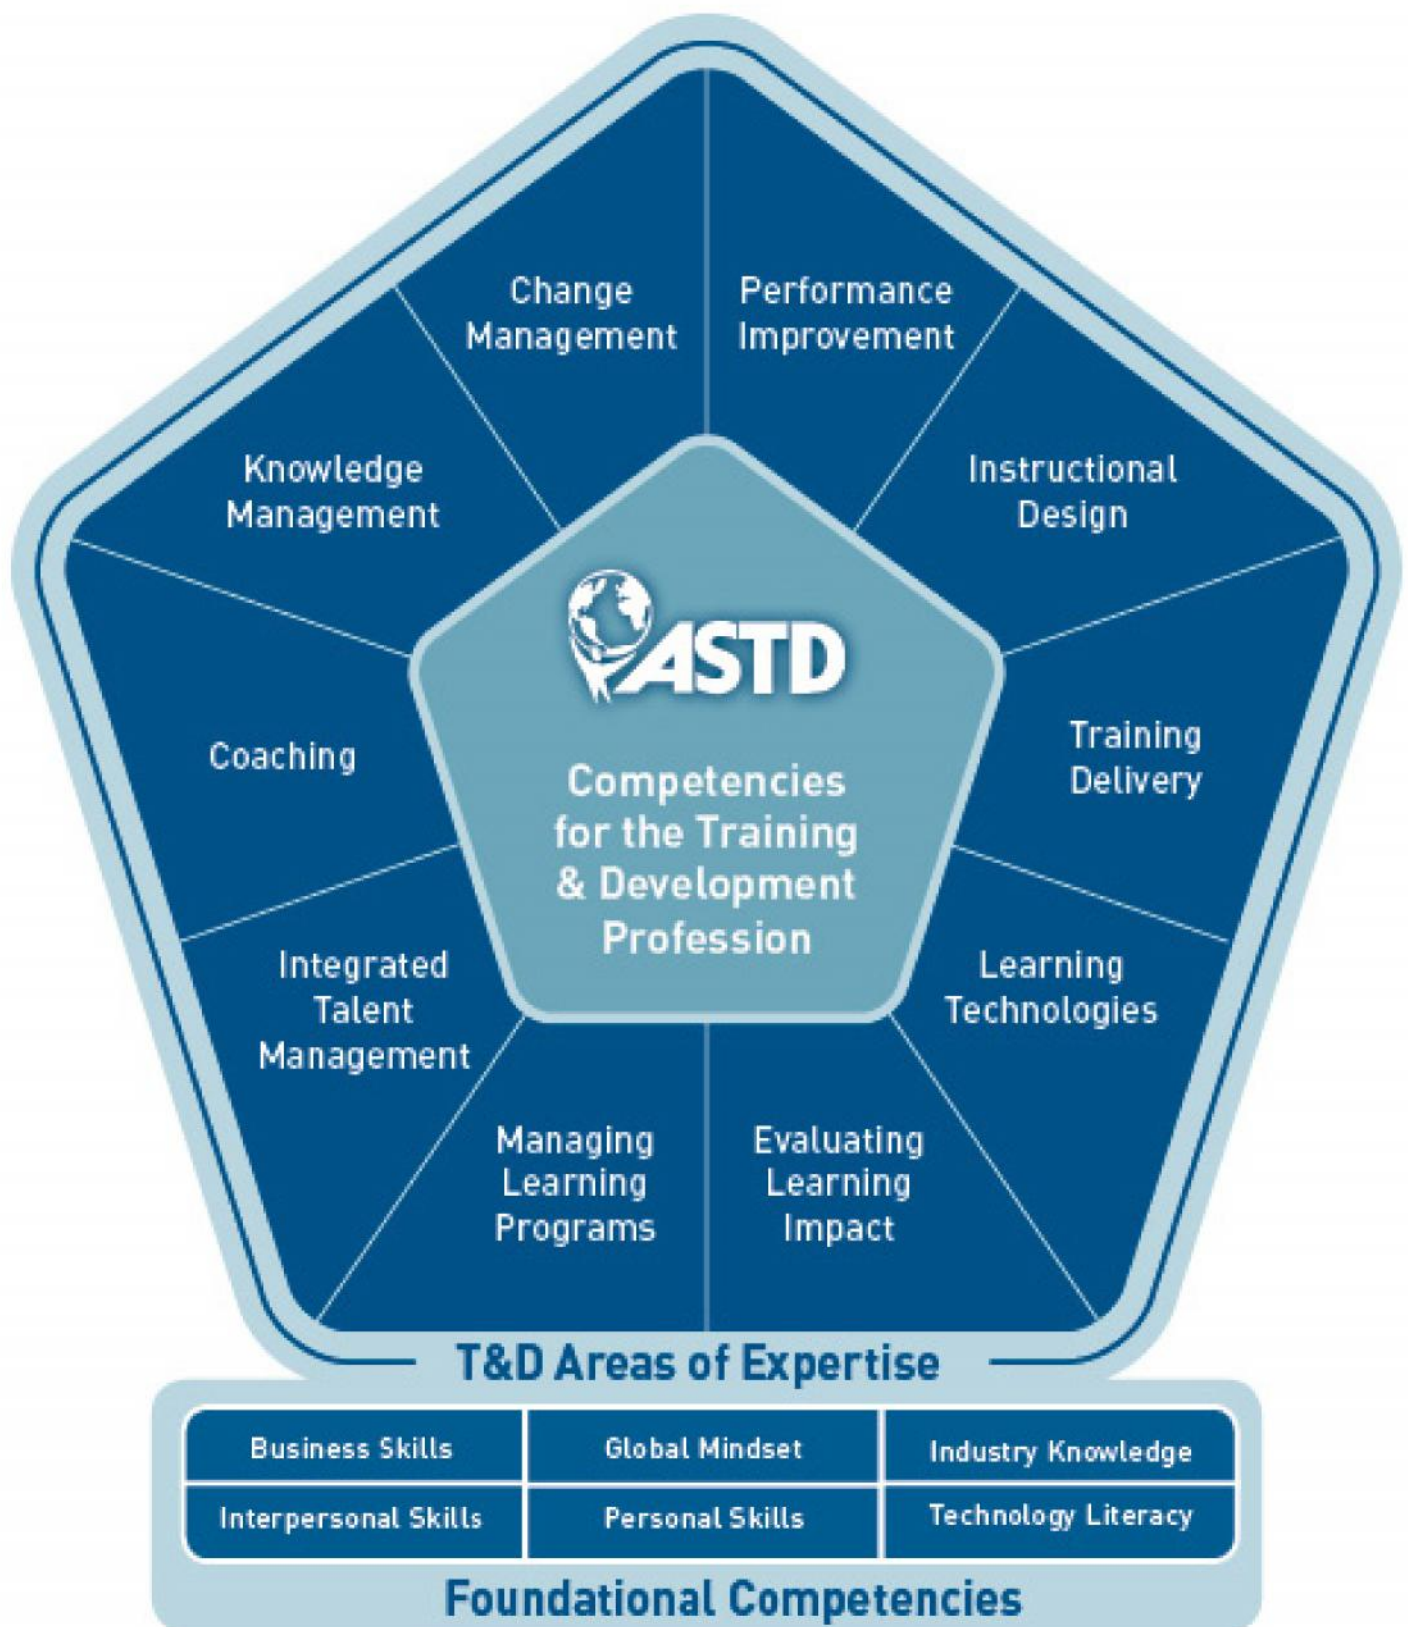 Change
Management
Performance
Improvement
Knowledge
Management
Instructional
Design
ASTD
Coaching
Training
Delivery
Competencies
for the Training
& Development
Profession
Integrated
Talent
Management
Learning
Technologies
Managing
Learning
Programs
Evaluating
Learning
Impact
T&D Areas of Expertise
Business Skills
Global Mindset
Industry Knowledge
Interpersonal Skills
Personal Skills
Technology Literacy
Foundational Competencies